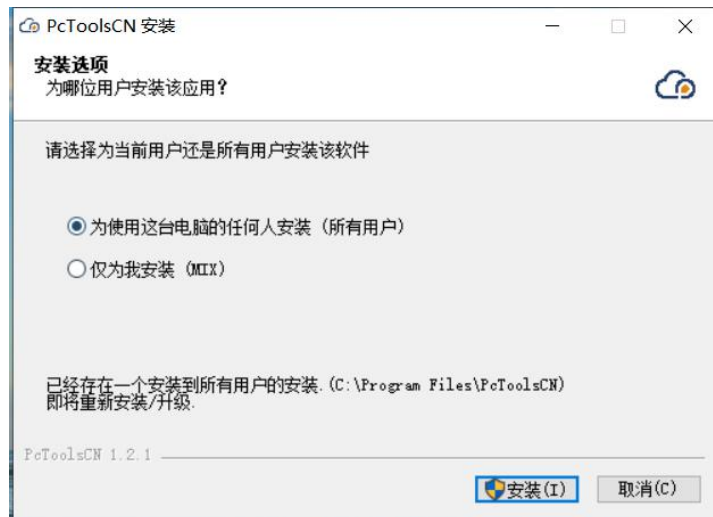 PcToolsCN 安装
安装选项
为哪位用户安装该应用?
请选择为当前用户还是所有用户安装该软件
为使用这台电脑的任何人安装 (所有用户)
仅为我安装 (MIX)
已经存在一个安装到所有用户的安装. (C:\Program Files\PcToolsCN)
即将重新安装/升级.
PcToolsCN 1.2.1
安装(I)
取消(C)